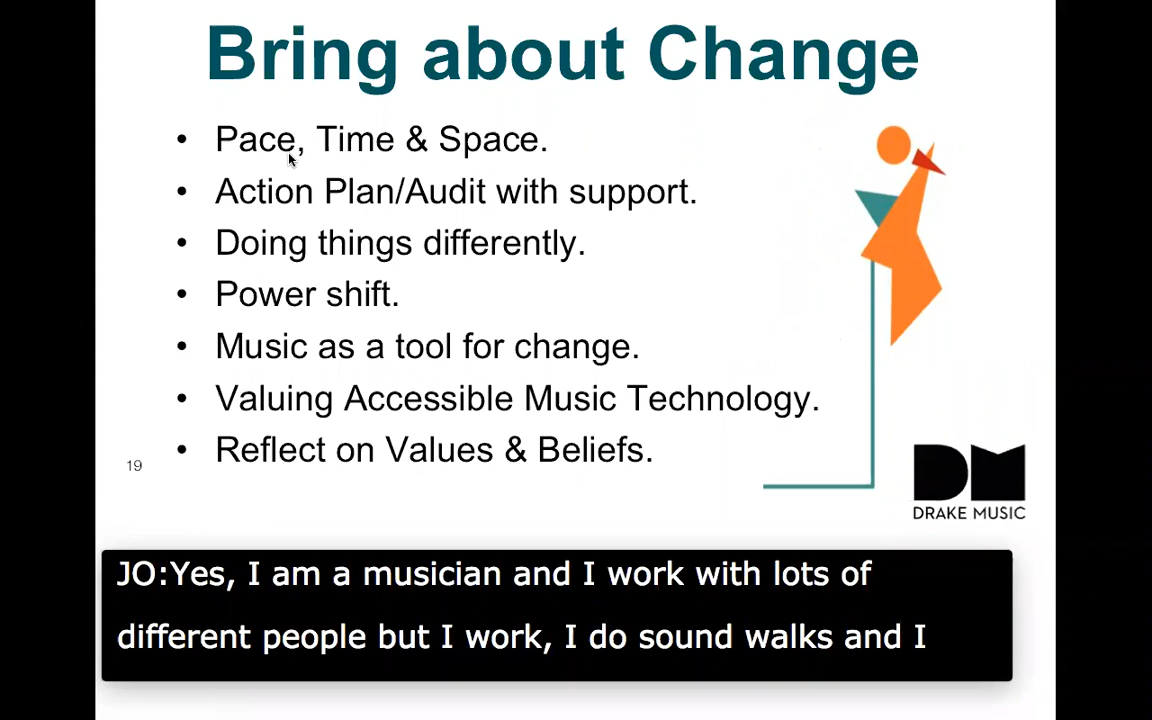 Bring about Change
• Pace, Time & Space.
• Action Plan/Audit with support.
• Doing things differently.
• Power shift.
• Music as a tool for change.
• Valuing Accessible Music Technology.
• Reflect on Values & Beliefs.
19
DM
DRAKE MUSIC
JO:Yes, I am a musician and I work with lots of
different people but I work, I do sound walks and I